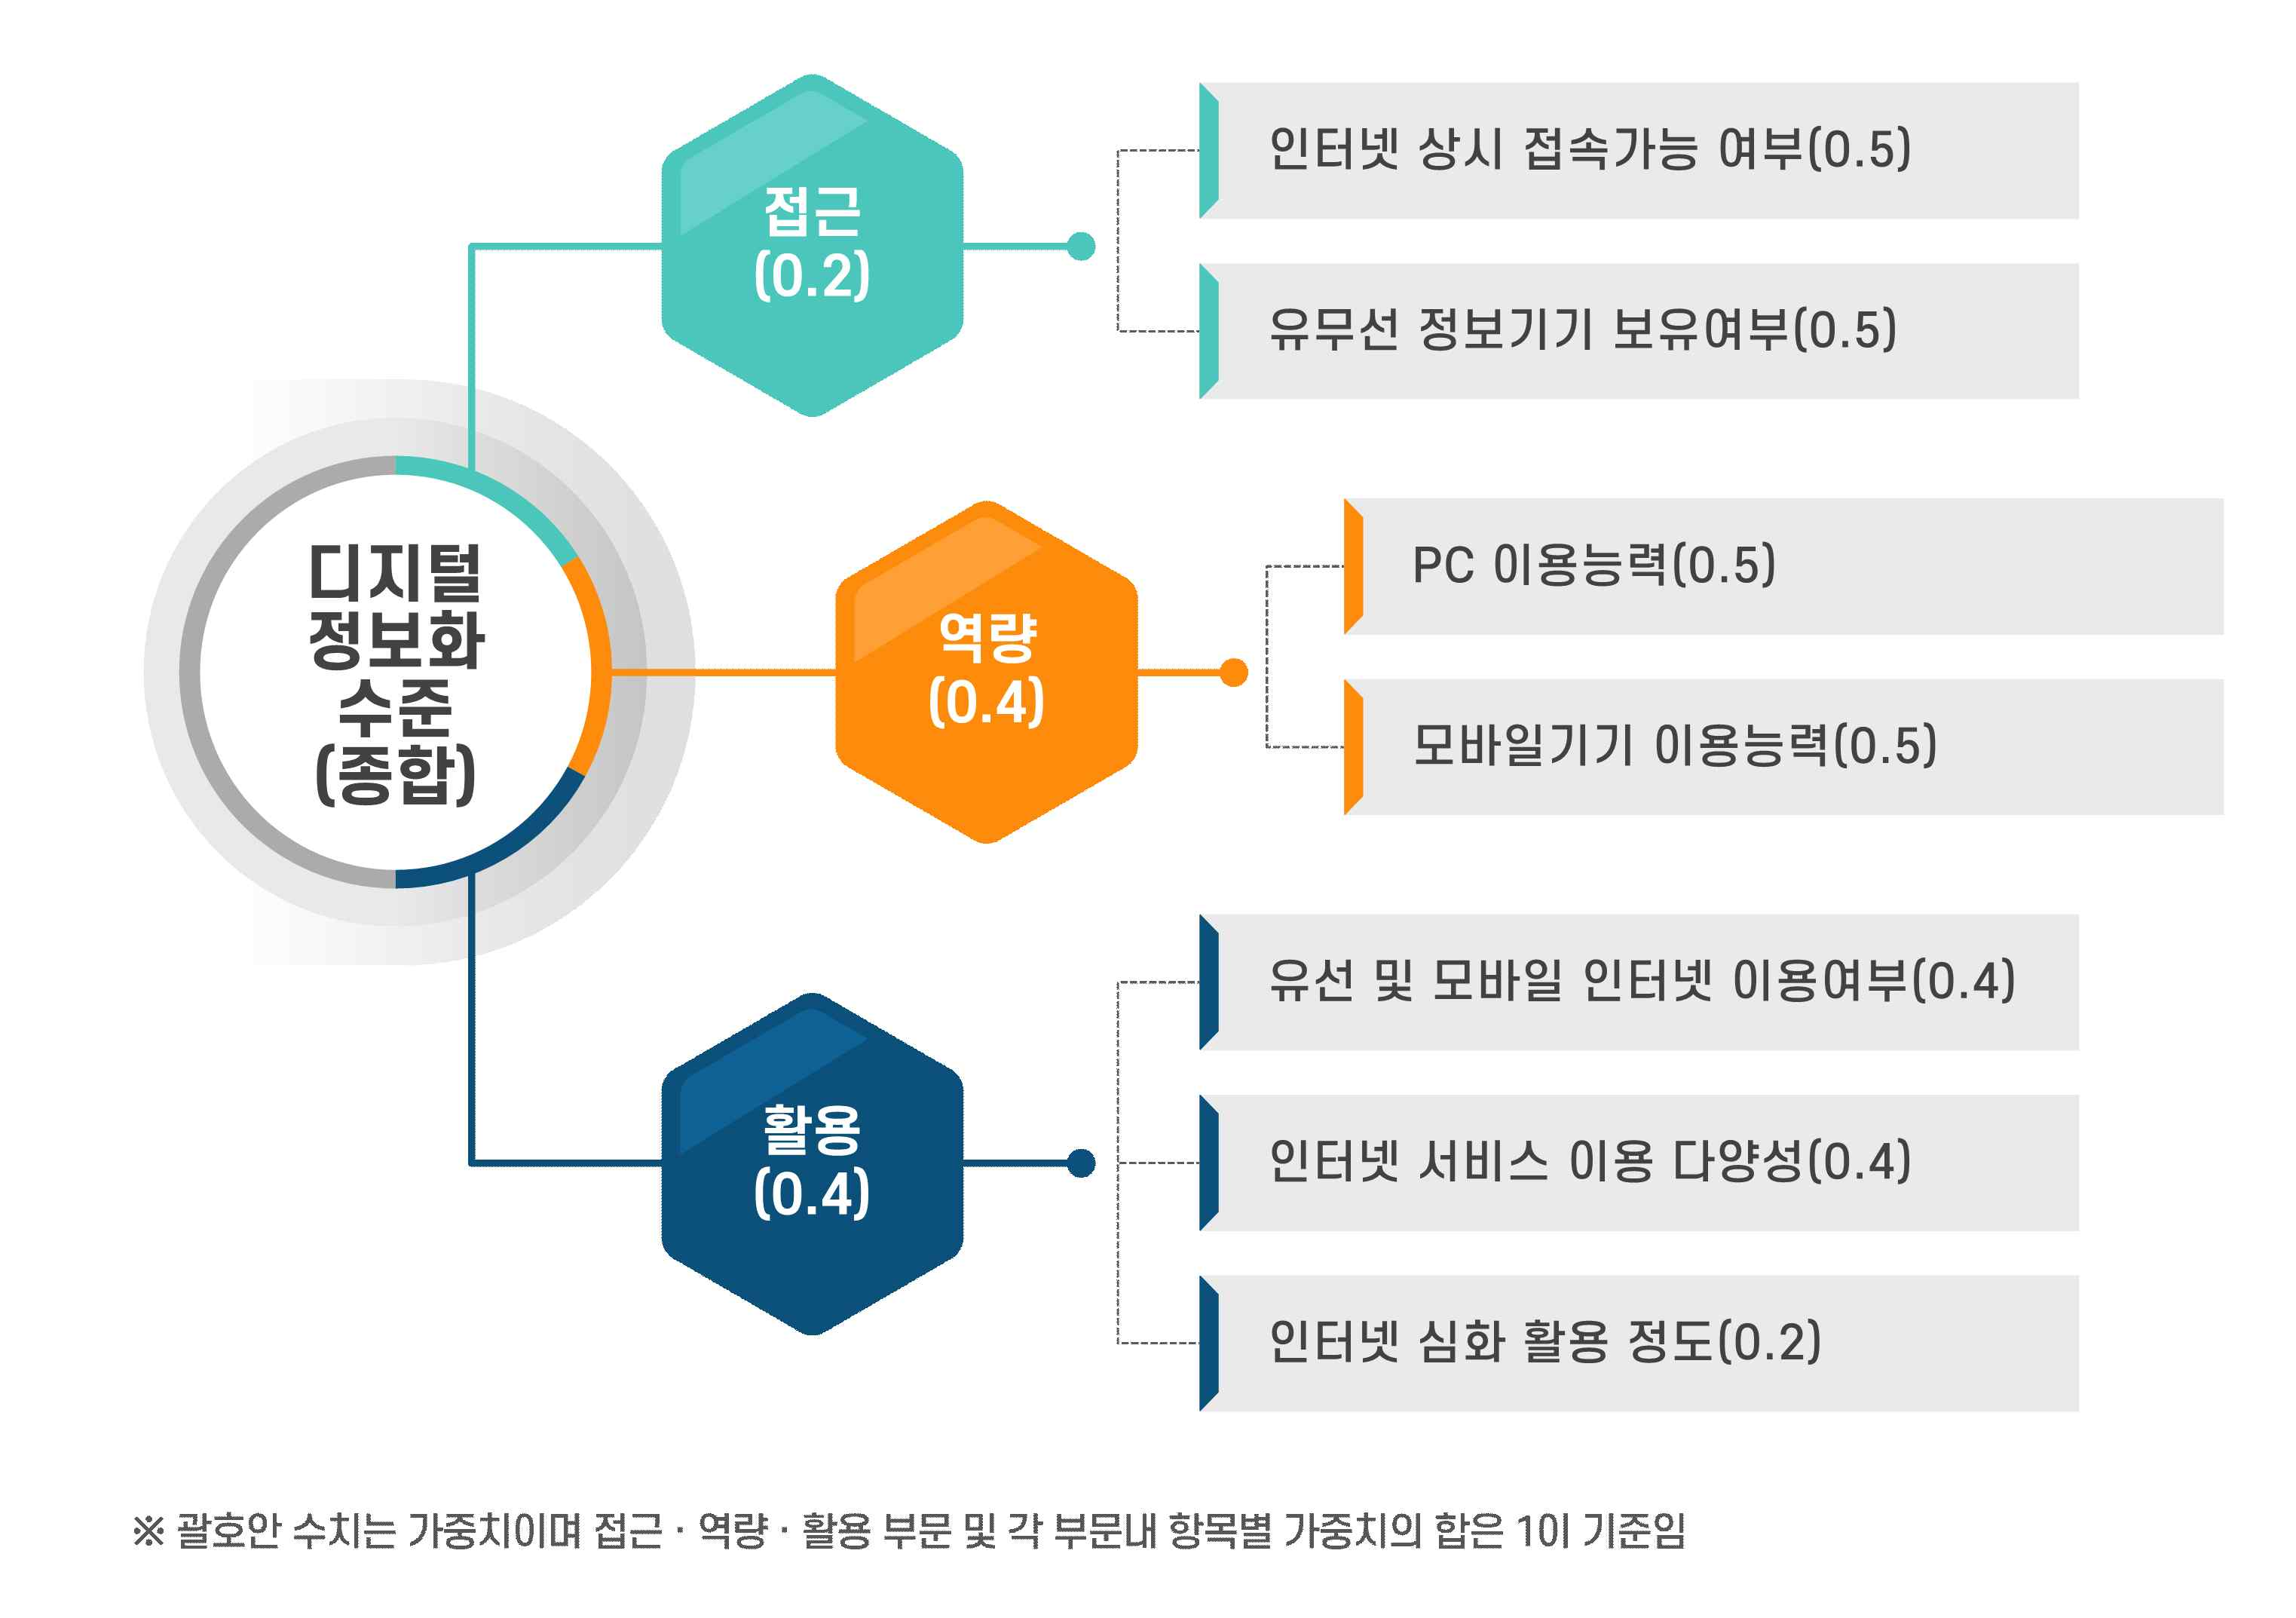 디지털
정보화
수준
(종합)
접근
(0.2)
인터넷 상시 접속가능 여부(0.5)
유무선 정보기기 보유여부(0.5)
역량
(0.4)
PC 이용능력(0.5)
모바일기기 이용능력(0.5)
활용
(0.4)
유선 및 모바일 인터넷 이용여부(0.4)
인터넷 서비스 이용 다양성(0.4)
인터넷 심화 활용 정도(0.2)
※ 괄호안 수치는 가중치이며 접근 · 역량 · 활용 부문 및 각 부문내 항목별 가중치의 합은 1이 기준임